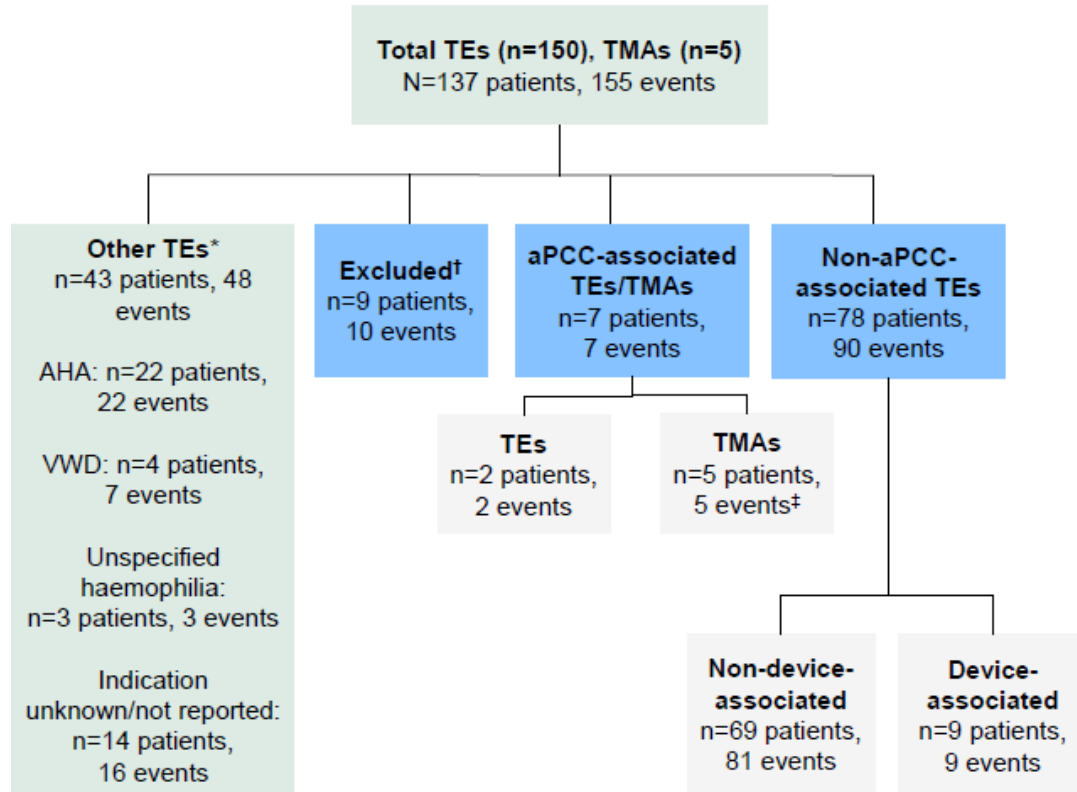 Total TEs (n=150), TMAs (n=5)
N=137 patients, 155 events
Other TEs*
n=43 patients, 48
events
AHA: n=22 patients,
22 events
VWD: n=4 patients,
7 events
Unspecified
haemophilia:
n=3 patients, 3 events
Indication
unknown/not reported:
n=14 patients,
16 events
Excluded†
n=9 patients,
10 events
aPCC-associated
TEs/TMAs
n=7 patients,
7 events
TEs
n=2 patients,
2 events
TMAs
n=5 patients,
5 events‡
Non-aPCC-
associated TEs
n=78 patients,
90 events
Non-device-
associated
n=69 patients,
81 events
Device-
associated
n=9 patients,
9 events